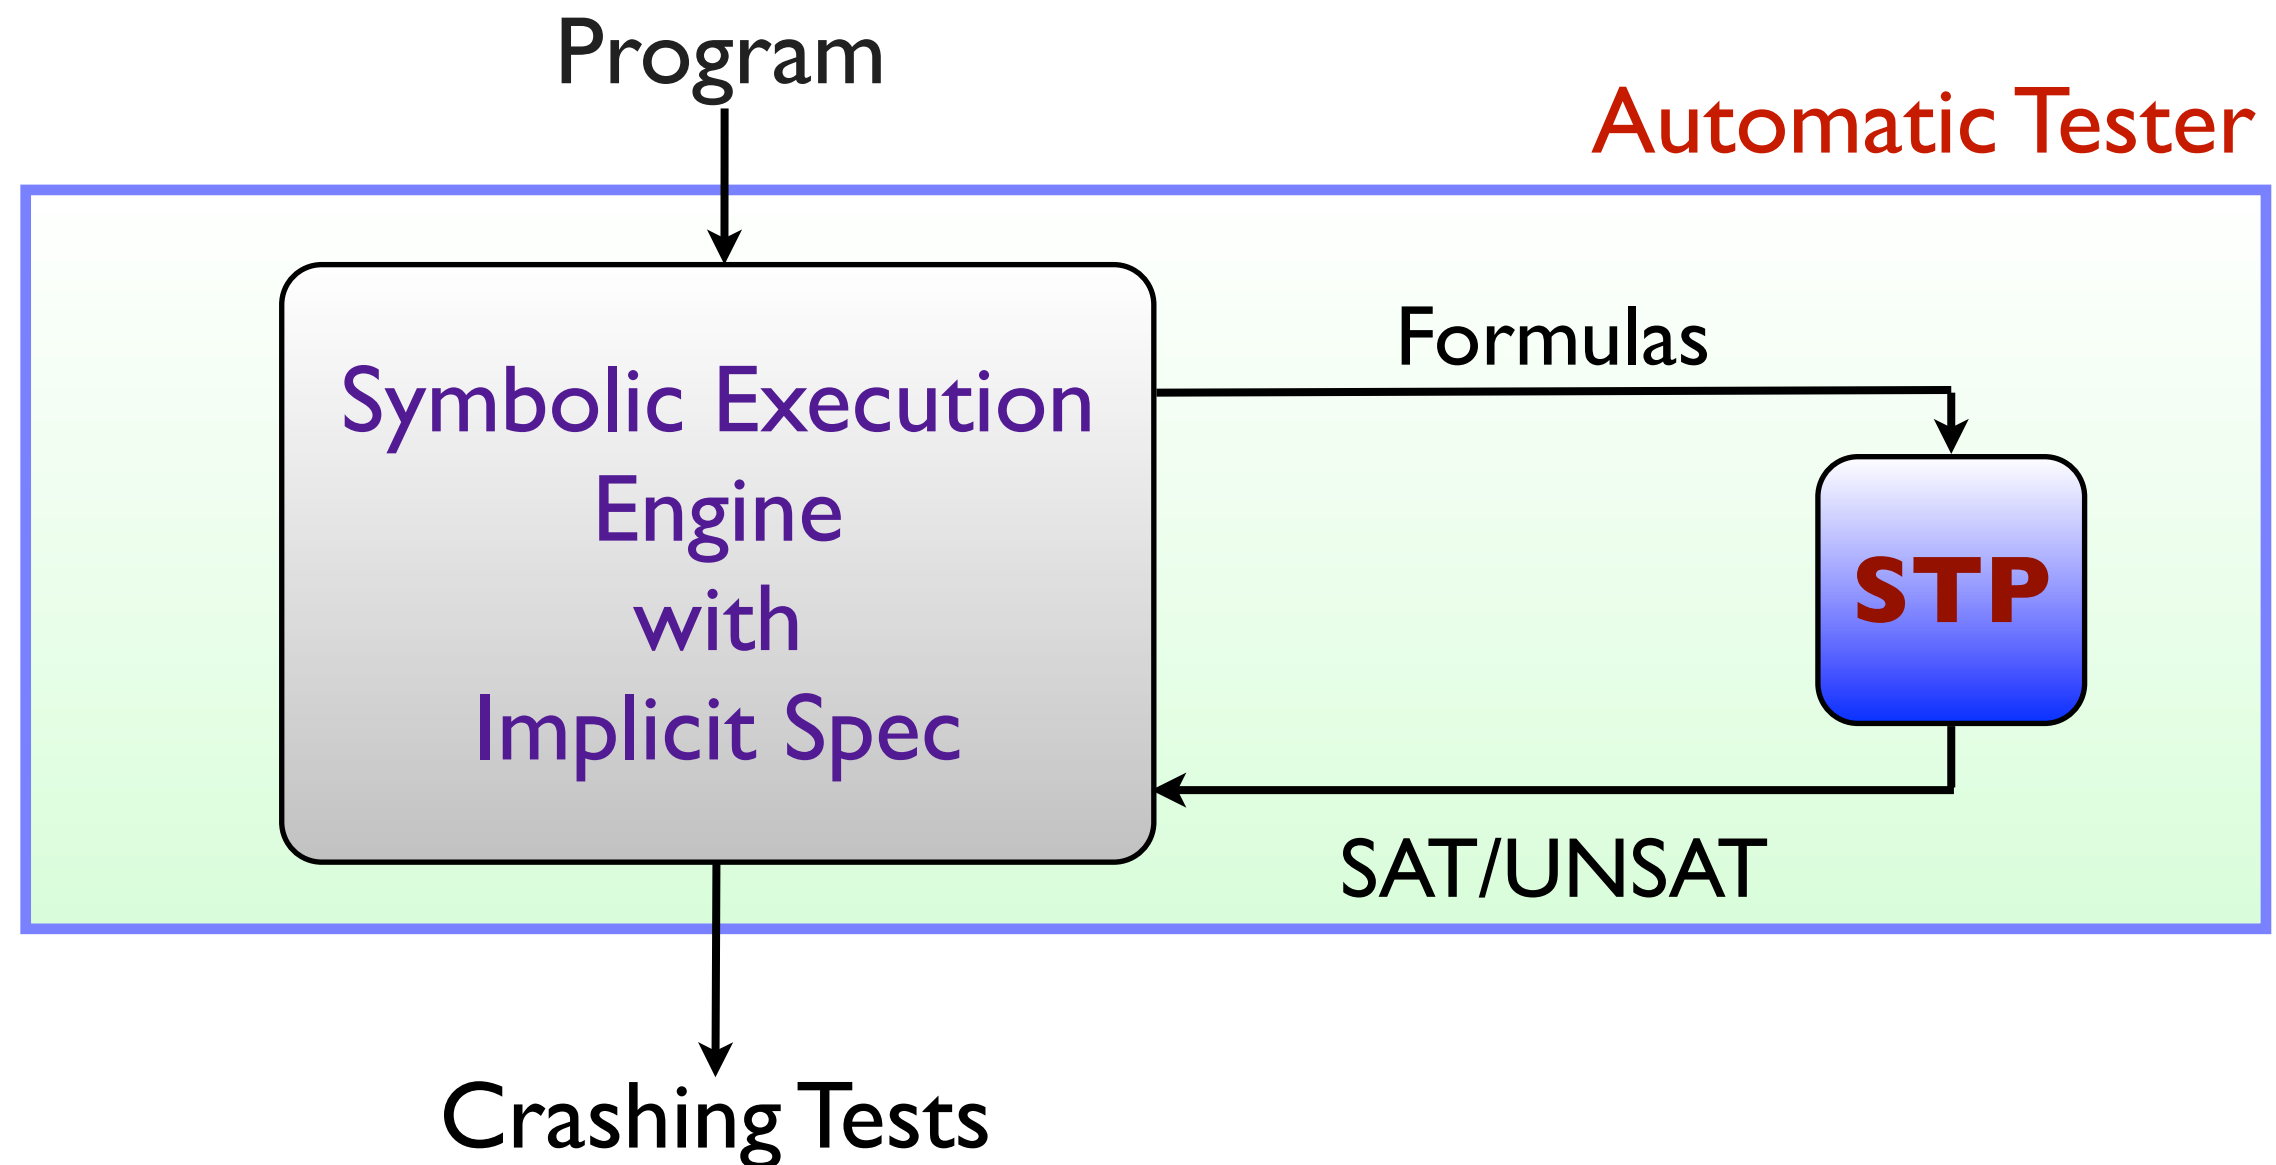 Program
Automatic Tester
Symbolic Execution
Engine
with
Implicit Spec
Formulas
STP
SAT/UNSAT
Crashing Tests